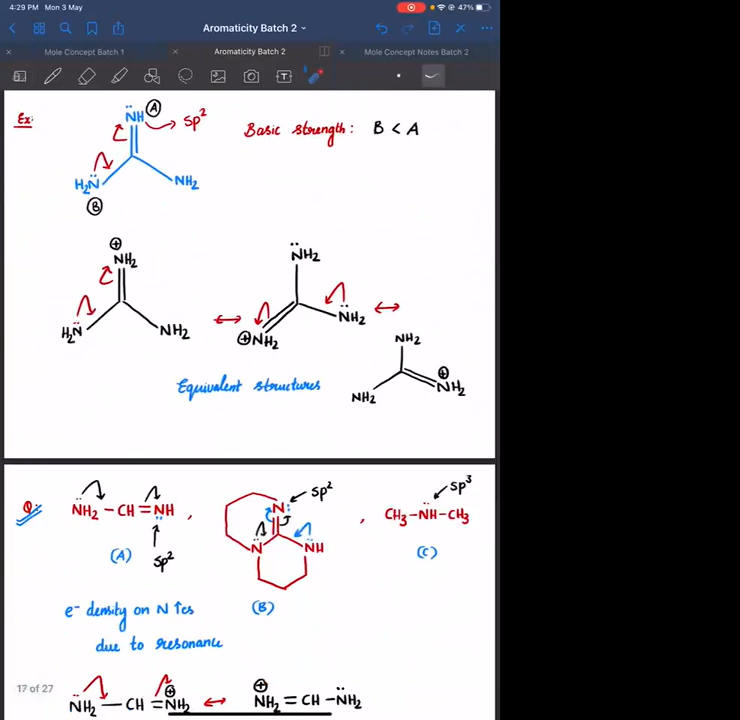 4:29 PM Mon 3 May
47%
Aromaticity Batch 2
Mole Concept Batch 1
Aromaticity Batch 2
Mole Concept Notes Batch 2
Ex:
NH A sp²
Basic strength: B < A
H₂N NH₂
B
⊕
NH₂ NH₂
H₂N NH₂ ↔ ⊕NH₂ NH₂ ↔
NH₂
⊕
NH₂ NH₂
Equivalent structures
Q:
NH₂ – CH = NH ,
sp²
(A)
sp²
N:
N NH
(B)
,
sp³
CH₃–NH–CH₃
(C)
e⁻ density on N ↑es
due to resonance
17 of 27
NH₂ — CH = ⊕NH₂ ↔ ⊕NH₂ = CH – NH₂